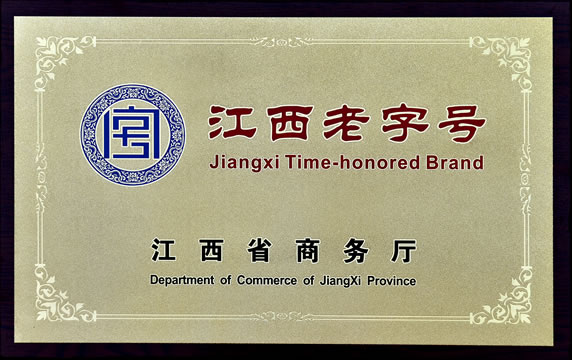 江西老字号
Jiangxi Time-honored Brand
江西省商务厅
Department of Commerce of JiangXi Province